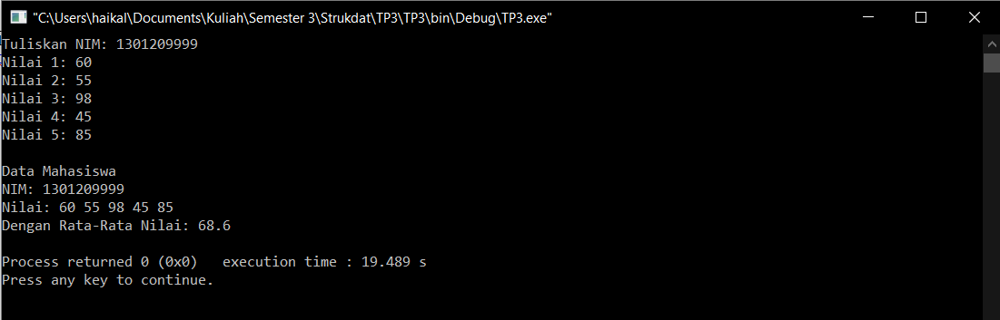 "C:\Users\haikal\Documents\Kuliah\Semester 3\Strukdat\TP3\TP3\bin\Debug\TP3.exe"
Tuliskan NIM: 1301209999
Nilai 1: 60
Nilai 2: 55
Nilai 3: 98
Nilai 4: 45
Nilai 5: 85
Data Mahasiswa
NIM: 1301209999
Nilai: 60 55 98 45 85
Dengan Rata-Rata Nilai: 68.6
Process returned 0 (0x0)   execution time : 19.489 s
Press any key to continue.